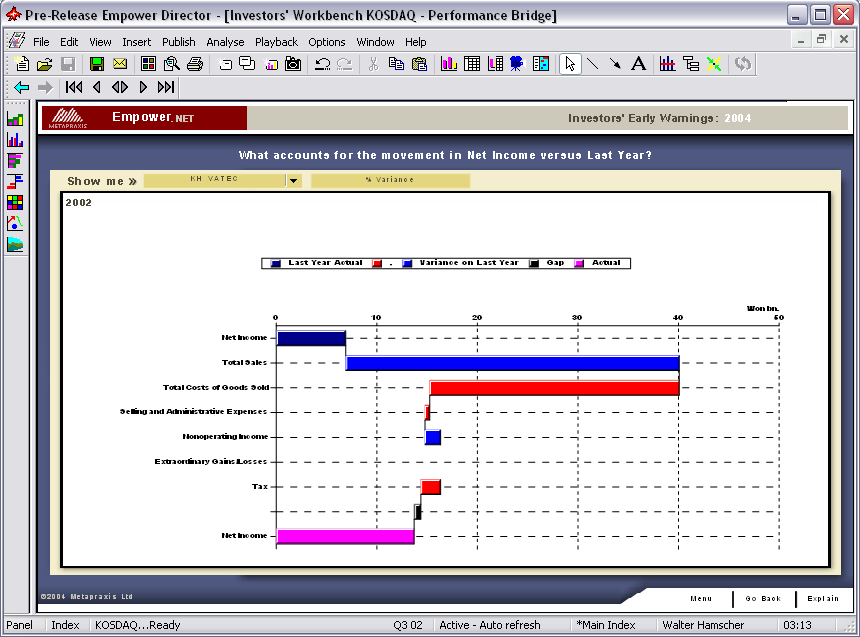 Pre-Release Empower Director - [Investors' Workbench KOSDAQ - Performance Bridge]
File Edit View Insert Publish Analyse Playback Options Window Help
METAPRAXIS Empower.NET Investors' Early Warnings: 2004
What accounts for the movement in Net Income versus Last Year?
Show me » KH VATEC % Variance
2002
Last Year Actual - Variance on Last Year Gap Actual
Won bn.
0 10 20 30 40 50
Net Income
Total Sales
Total Costs of Goods Sold
Selling and Administrative Expenses
Nonoperating Income
Extraordinary Gains/Losses
Tax
Net Income
©2004 Metapraxis Ltd Menu Go Back Explain
Panel Index KOSDAQ...Ready Q3 02 Active - Auto refresh *Main Index Walter Hamscher 03:13